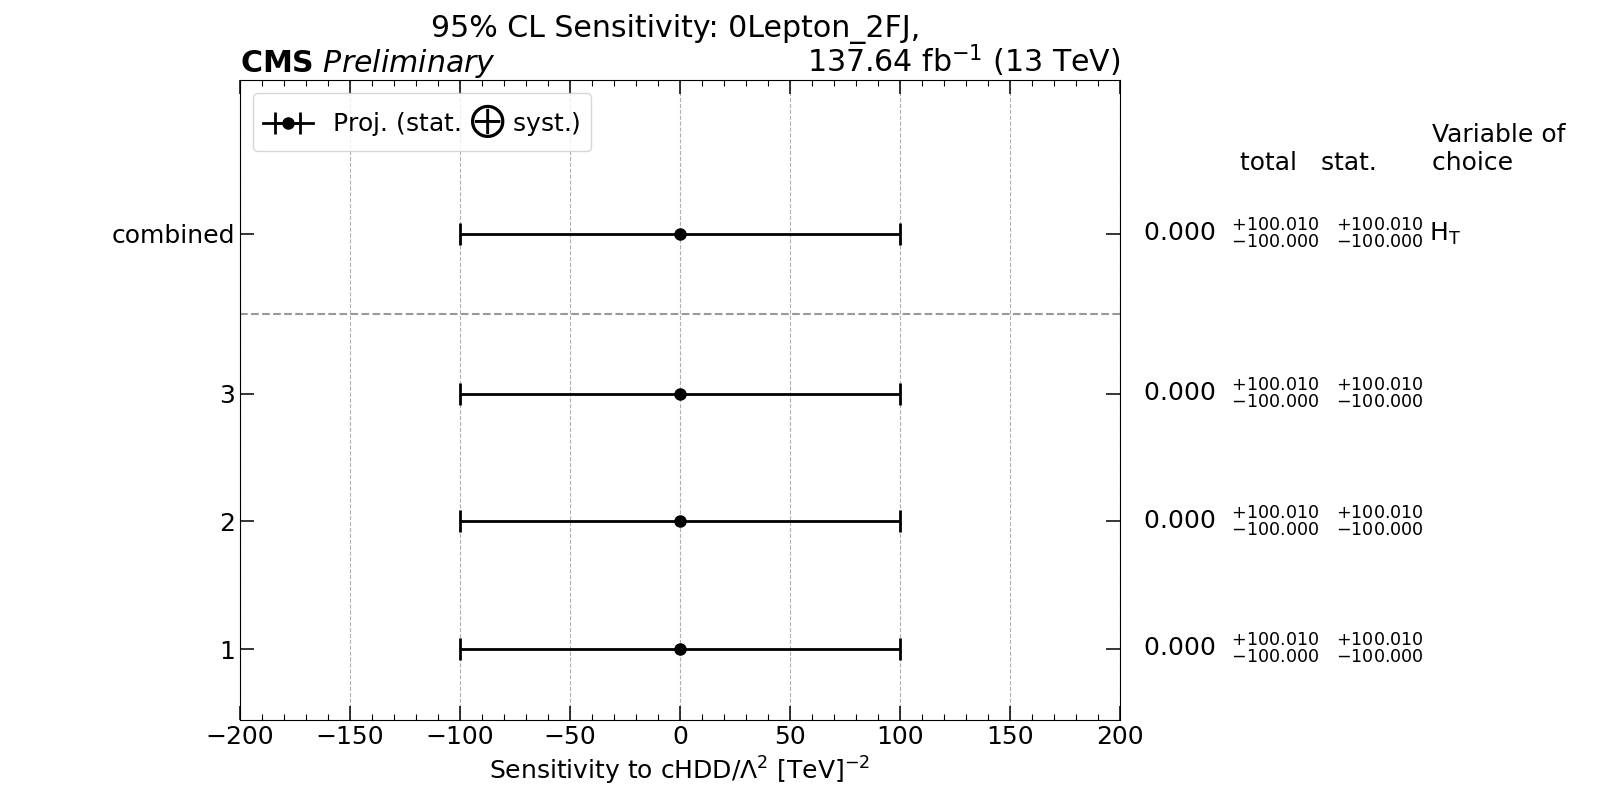 95% CL Sensitivity: 0Lepton_2FJ,
CMS Preliminary 137.64 fb⁻¹ (13 TeV)
Proj. (stat. ⊕ syst.)
Variable of
total stat. choice
combined 0.000 +100.010 −100.000 +100.010 −100.000 H_T
3 0.000 +100.010 −100.000 +100.010 −100.000
2 0.000 +100.010 −100.000 +100.010 −100.000
1 0.000 +100.010 −100.000 +100.010 −100.000
−200 −150 −100 −50 0 50 100 150 200
Sensitivity to cHDD/Λ² [TeV]⁻²